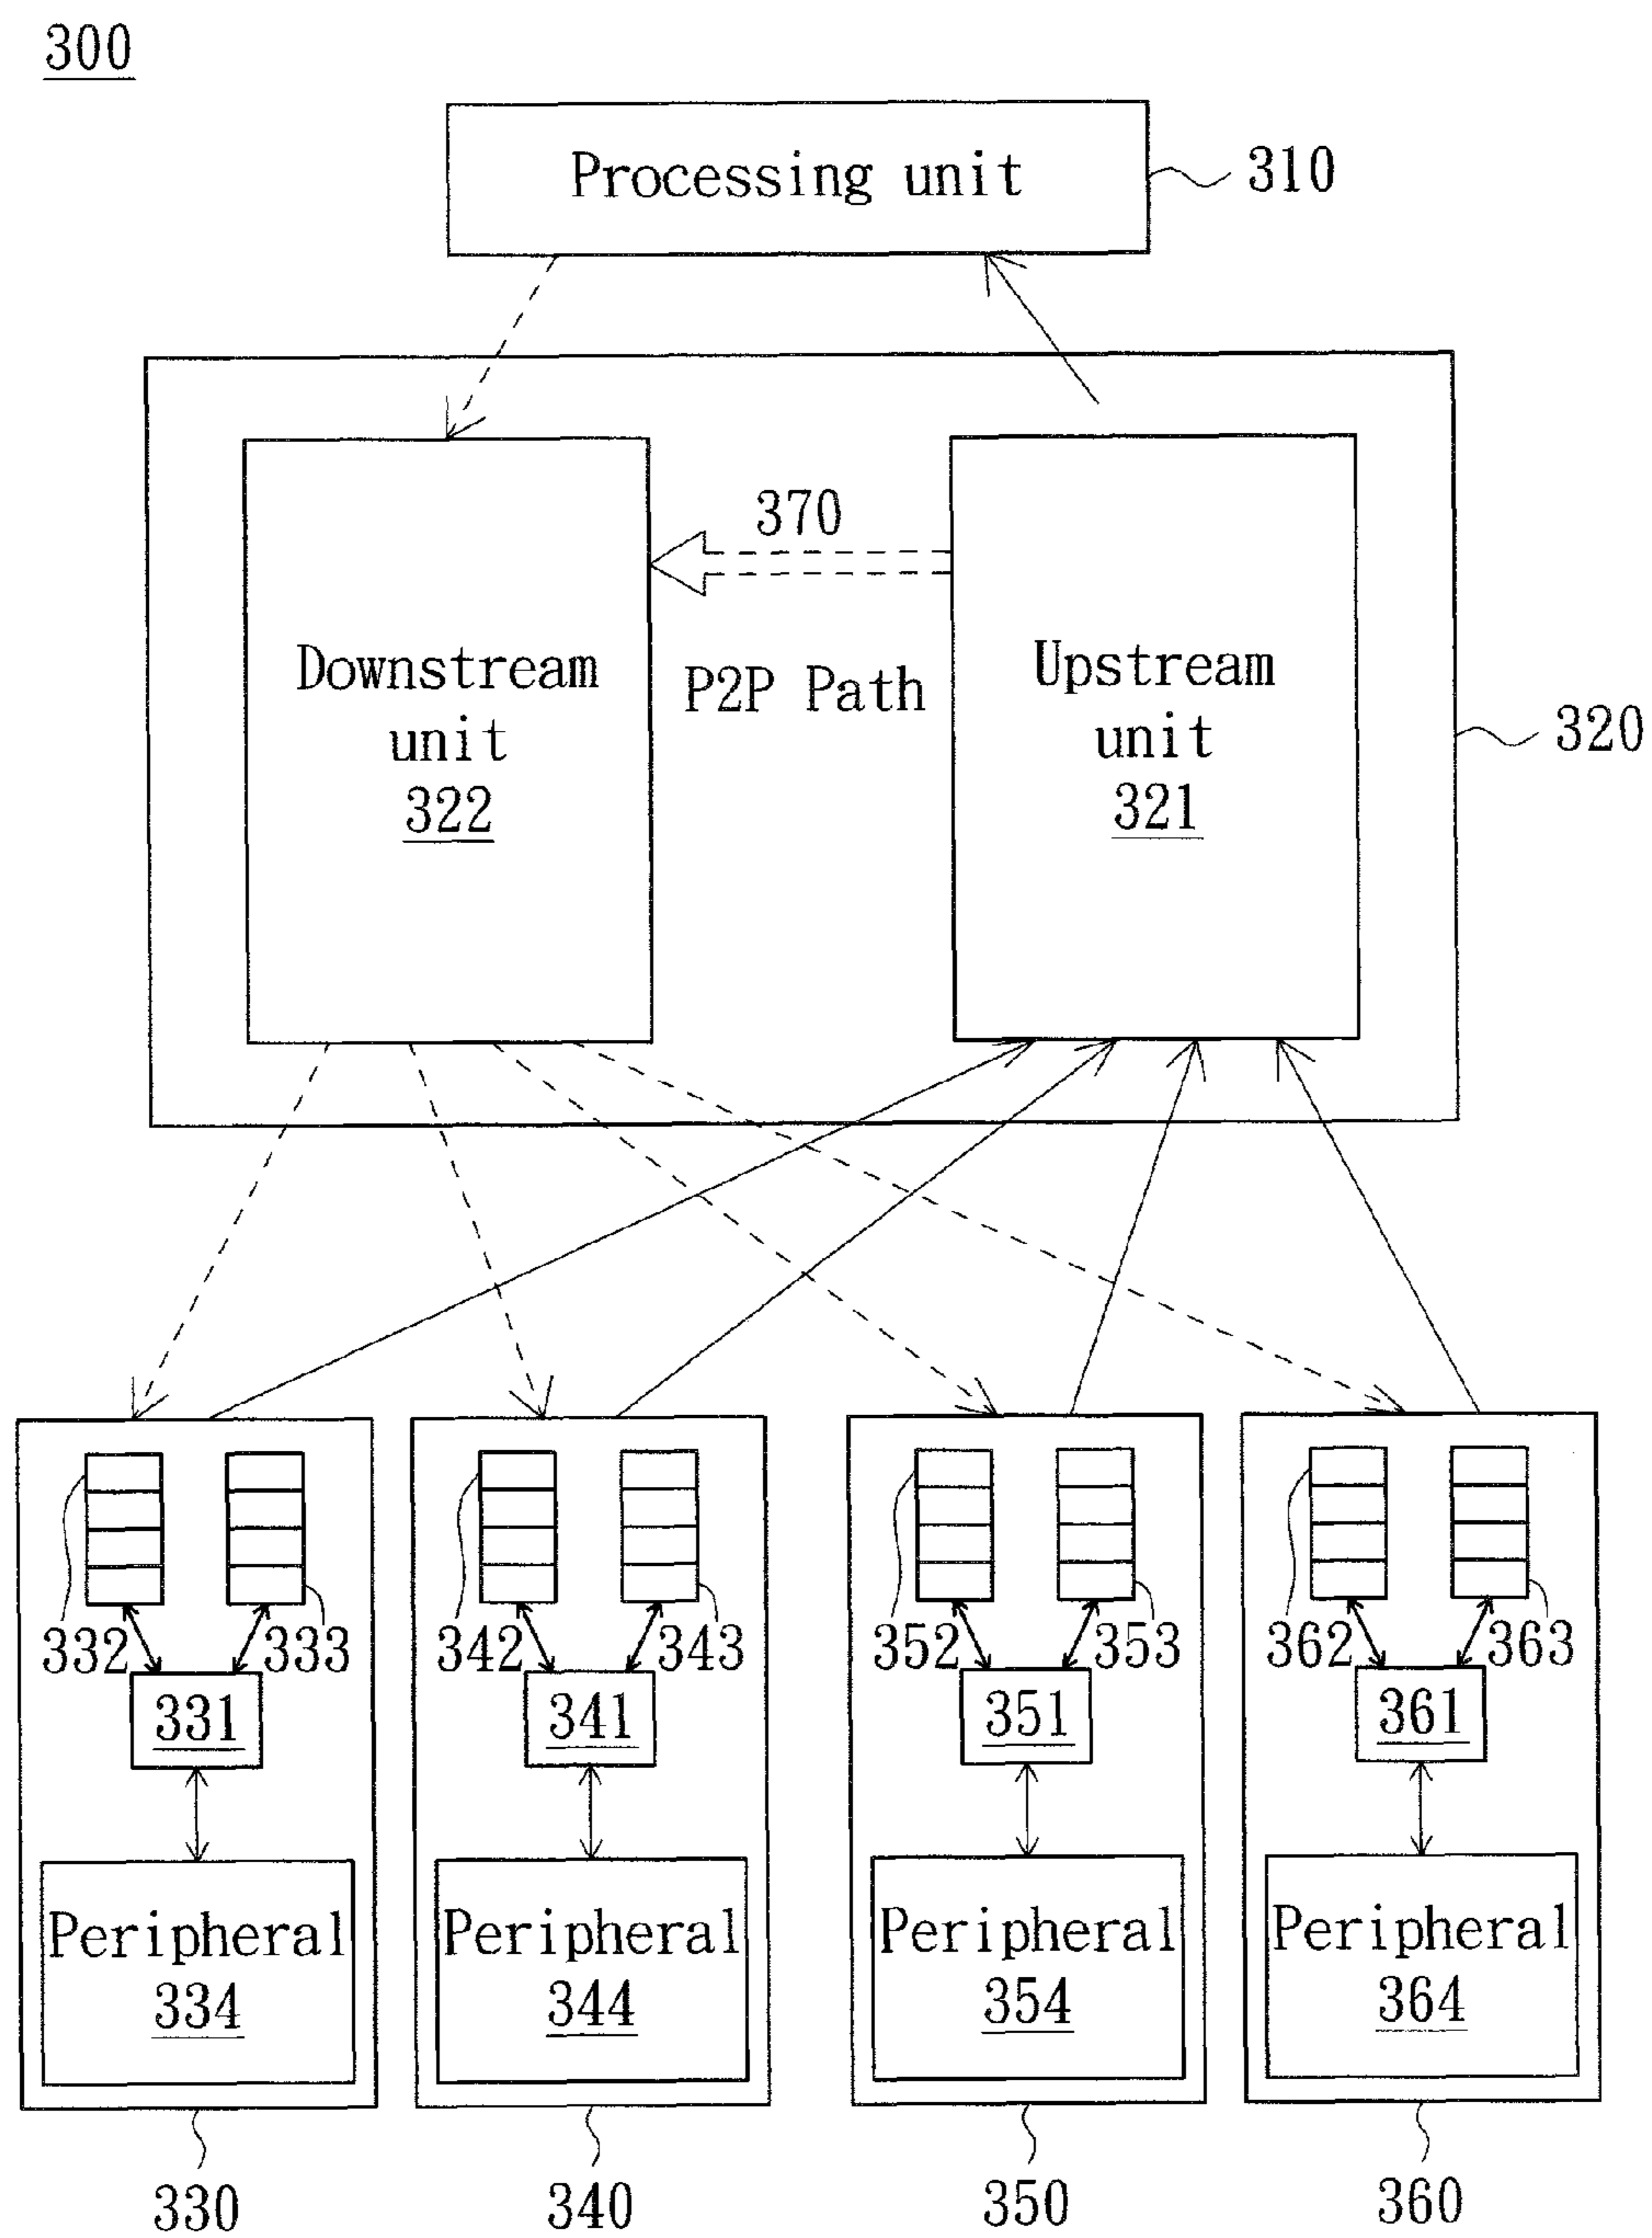 300
Processing unit
310
370
Downstream
unit
322
P2P Path
Upstream
unit
321
320
332
333
342
343
352
353
362
363
331
341
351
361
Peripheral
334
Peripheral
344
Peripheral
354
Peripheral
364
330
340
350
360